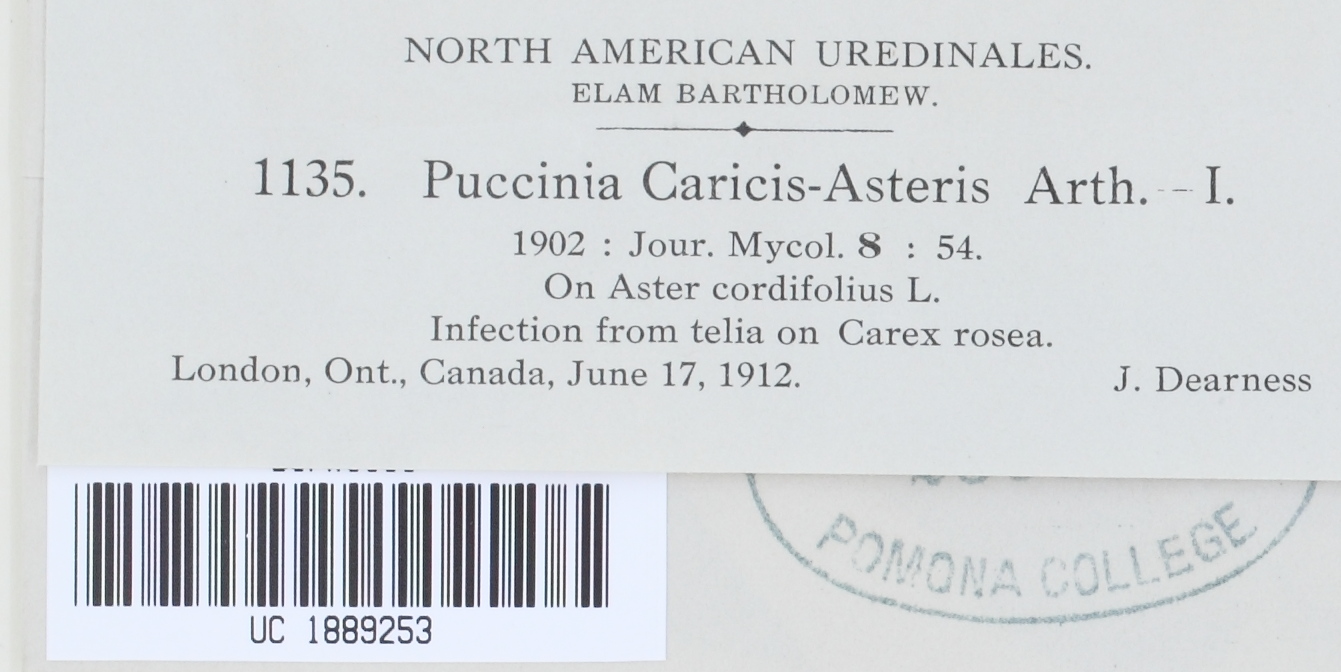 NORTH AMERICAN UREDINALES.
ELAM BARTHOLOMEW.
1135. Puccinia Caricis-Asteris Arth. – I.
1902 : Jour. Mycol. 8 : 54.
On Aster cordifolius L.
Infection from telia on Carex rosea.
London, Ont., Canada, June 17, 1912.
J. Dearness
UC 1889253
POMONA COLLEGE